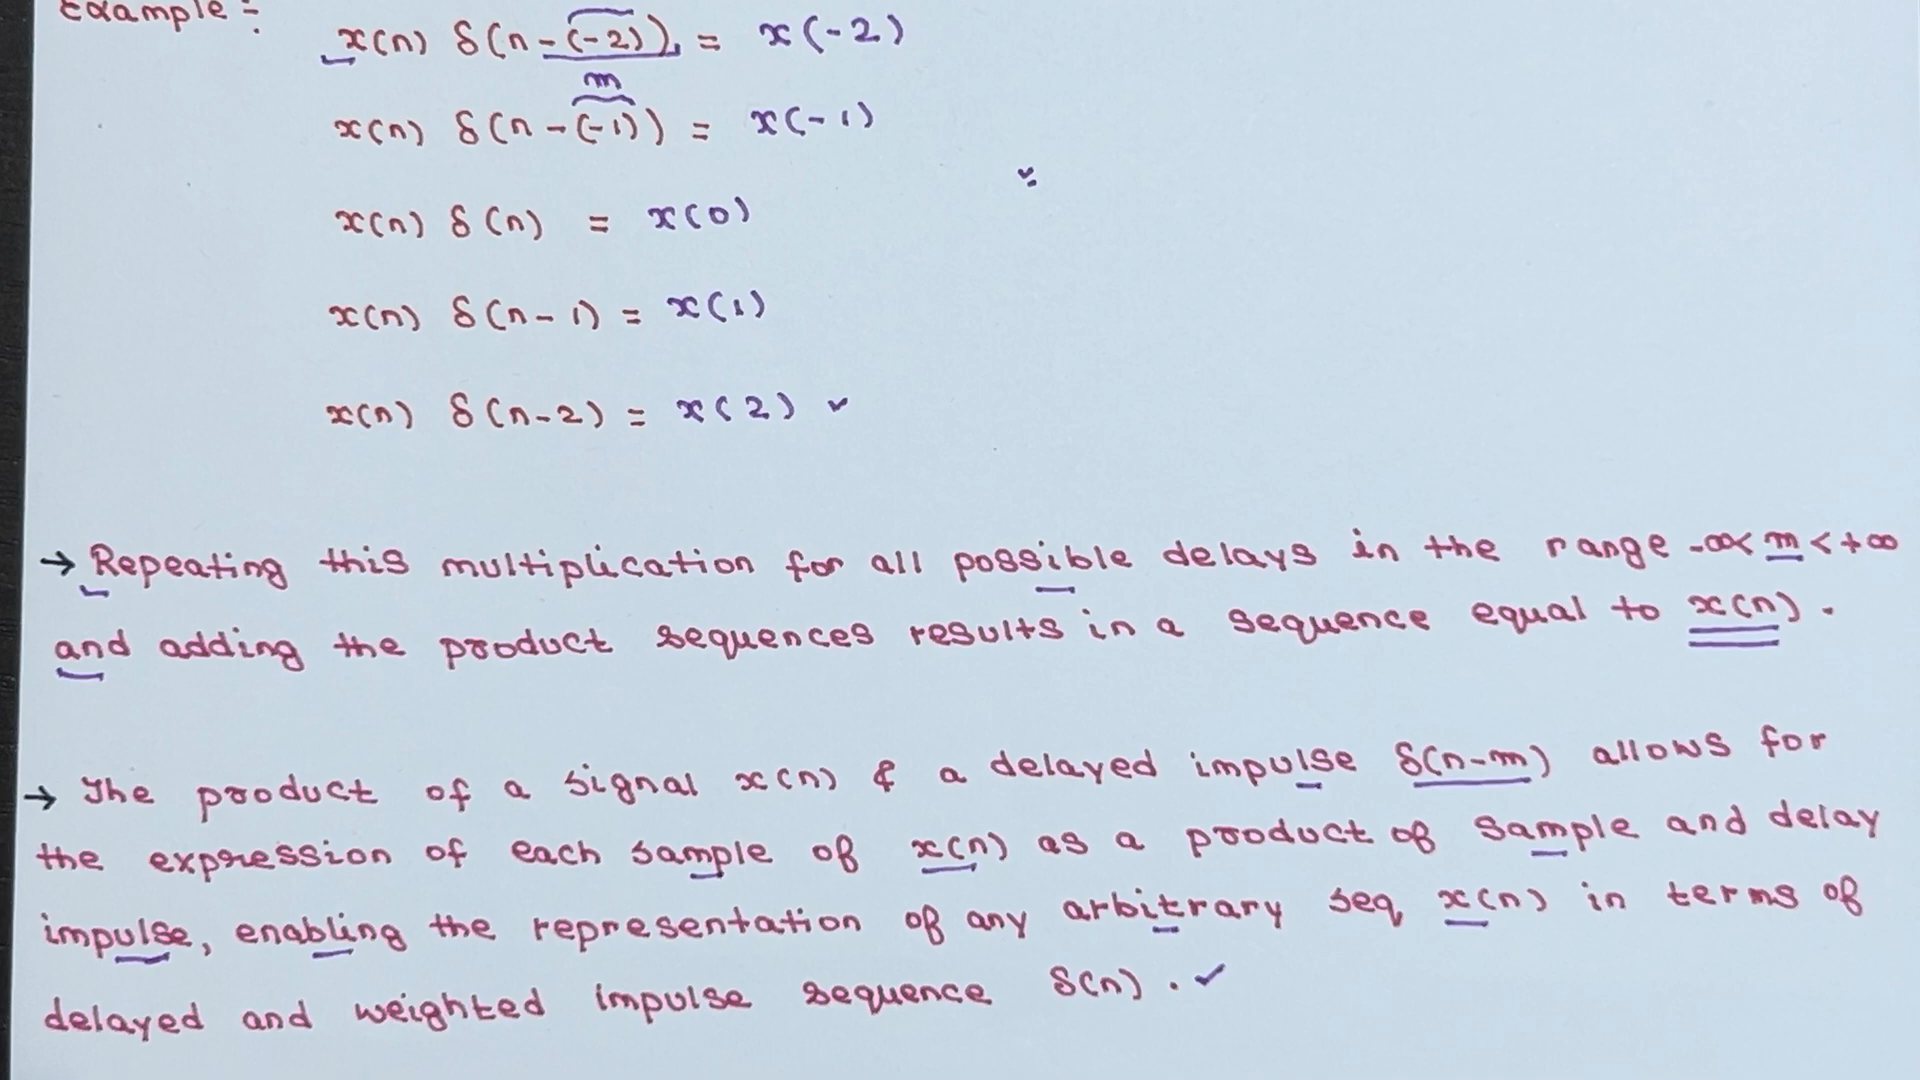 Example:-
x(n) δ(n-(-2)) = x(-2)
m
x(n) δ(n-(-1)) = x(-1)
x(n) δ(n) = x(0)
x(n) δ(n-1) = x(1)
x(n) δ(n-2) = x(2) ✓
→ Repeating this multiplication for all possible delays in the range -∞< m < +∞
and adding the product sequences results in a sequence equal to x(n).
→ The product of a signal x(n) & a delayed impulse δ(n-m) allows for
the expression of each sample of x(n) as a product of sample and delay
impulse, enabling the representation of any arbitrary seq x(n) in terms of
delayed and weighted impulse sequence δ(n). ✓